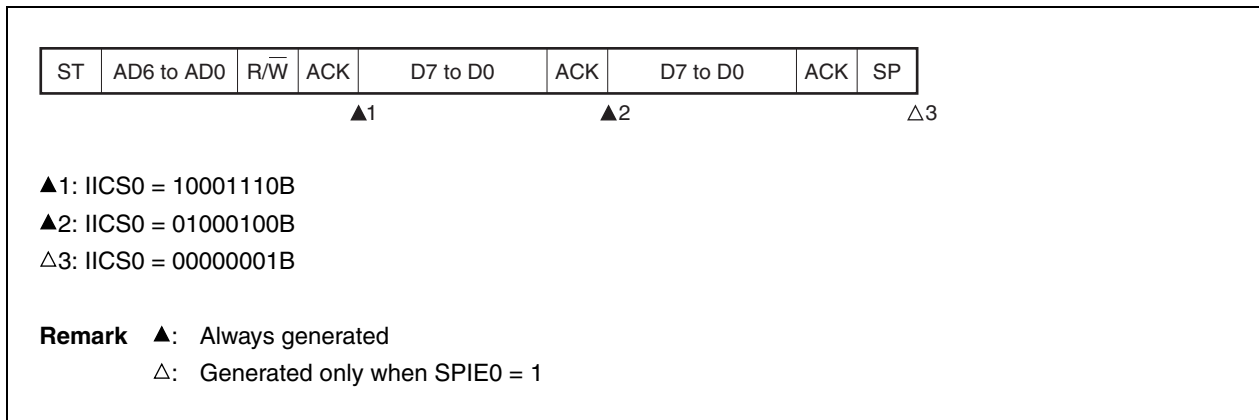 ST AD6 to AD0 R/W̅ ACK D7 to D0 ACK D7 to D0 ACK SP
▲1 ▲2 △3
▲1: IICS0 = 10001110B
▲2: IICS0 = 01000100B
△3: IICS0 = 00000001B
Remark ▲: Always generated
△: Generated only when SPIE0 = 1